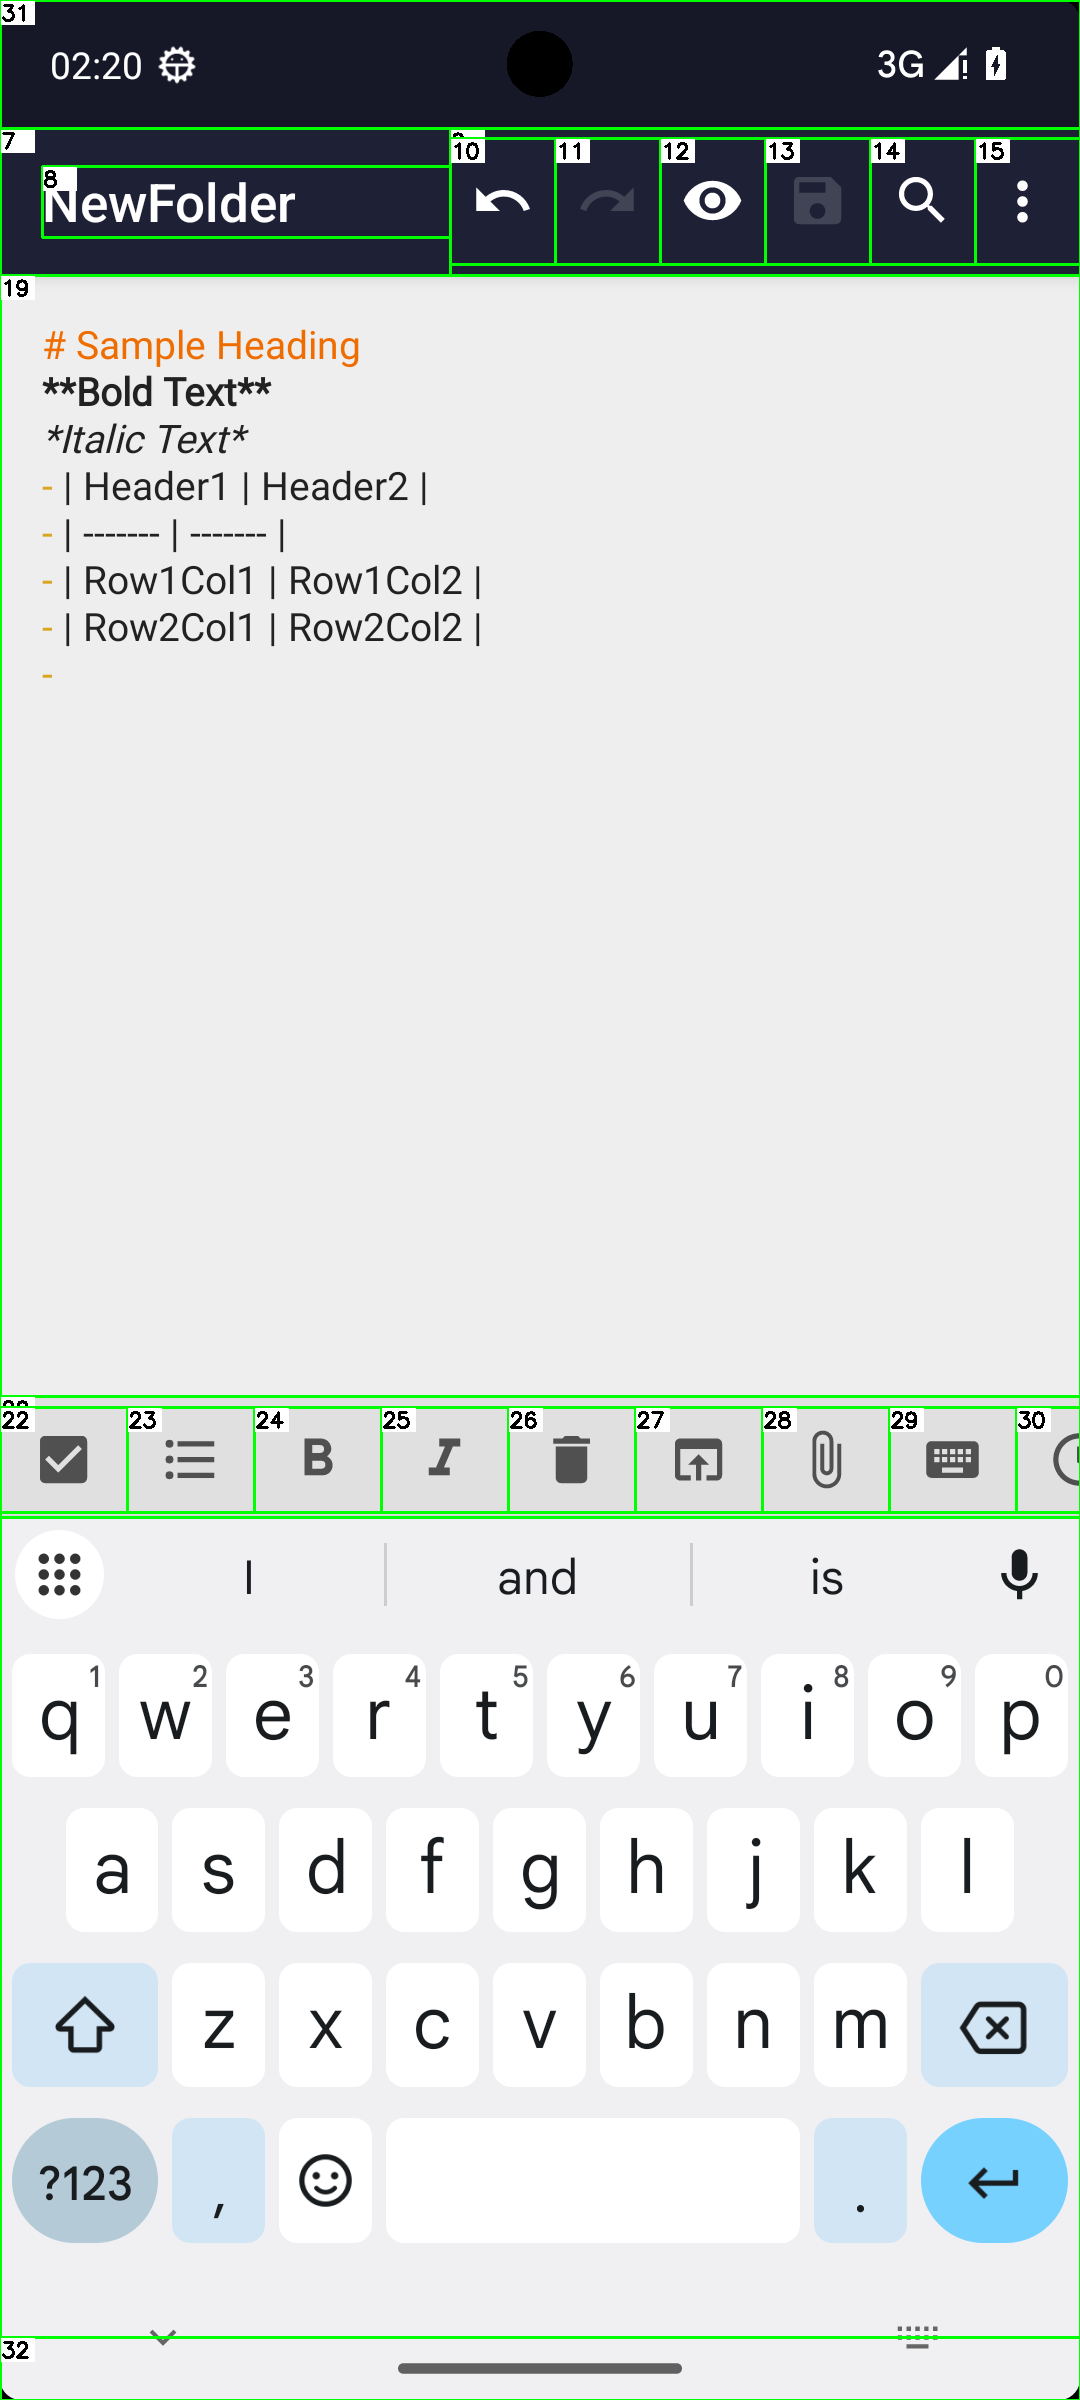 02:20
3G
NewFolder
# Sample Heading
**Bold Text**
*Italic Text*
- | Header1 | Header2 |
- | ------- | ------- |
- | Row1Col1 | Row1Col2 |
- | Row2Col1 | Row2Col2 |
-
I and is
q w e r t y u i o p
1 2 3 4 5 6 7 8 9 0
a s d f g h j k l
z x c v b n m
?123 , .
31
7
8
10 11 12 13 14 15
19
22 23 24 25 26 27 28 29 30
32